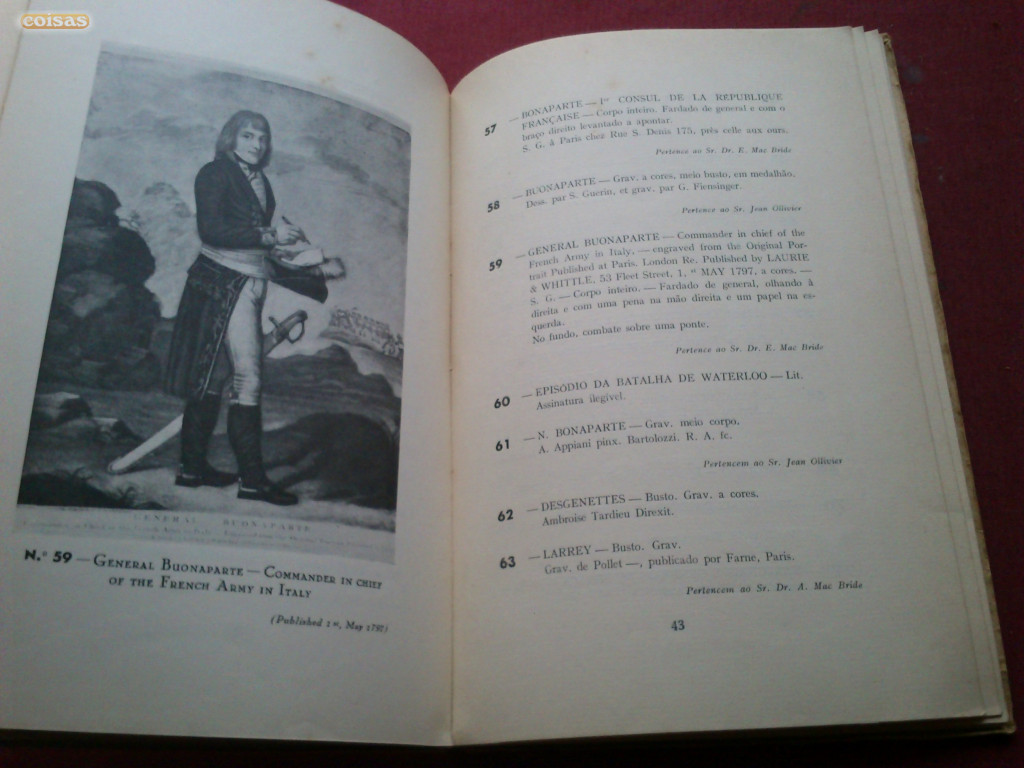 coisas
GENERAL BUONAPARTE
N.º 59 — General Buonaparte — Commander in chief
of the French Army in Italy
(Published 1 st, May 1797)
57 — BONAPARTE — Ier CONSUL DE LA RÉPUBLIQUE
FRANÇAISE — Corpo inteiro. Fardado de general e com o
braço direito levantado a apontar.
S. G. à Paris chez Rue S. Denis 175, près celle aux ours.
Pertence ao Sr. Dr. E. Mac Bride
58 — BUONAPARTE — Grav. a cores, meio busto, em medalhão.
Dess. par S. Guerin, et grav. par G. Fiensinger.
Pertence ao Sr. Jean Ollivier
59 — GENERAL BUONAPARTE — Commander in chief of the
French Army in Italy, — engraved from the Original Por-
trait Published at Paris. London Re. Published by LAURIE
& WHITTLE, 53 Fleet Street, 1, " MAY 1797, a cores. —
S. G. — Corpo inteiro. — Fardado de general, olhando à
direita e com uma pena na mão direita e um papel na es-
querda.
No fundo, combate sobre uma ponte.
Pertence ao Sr. Dr. E. Mac Bride
60 — EPISÓDIO DA BATALHA DE WATERLOO — Lit.
Assinatura ilegível.
61 — N. BONAPARTE — Grav. meio corpo.
A. Appiani pinx. Bartolozzi. R. A. fc.
Pertencem ao Sr. Jean Ollivier
62 — DESGENETTES — Busto. Grav. a cores.
Ambroise Tardieu Direxit.
63 — LARREY — Busto. Grav.
Grav. de Pollet —, publicado por Farne, Paris.
Pertencem ao Sr. Dr. A. Mac Bride
43